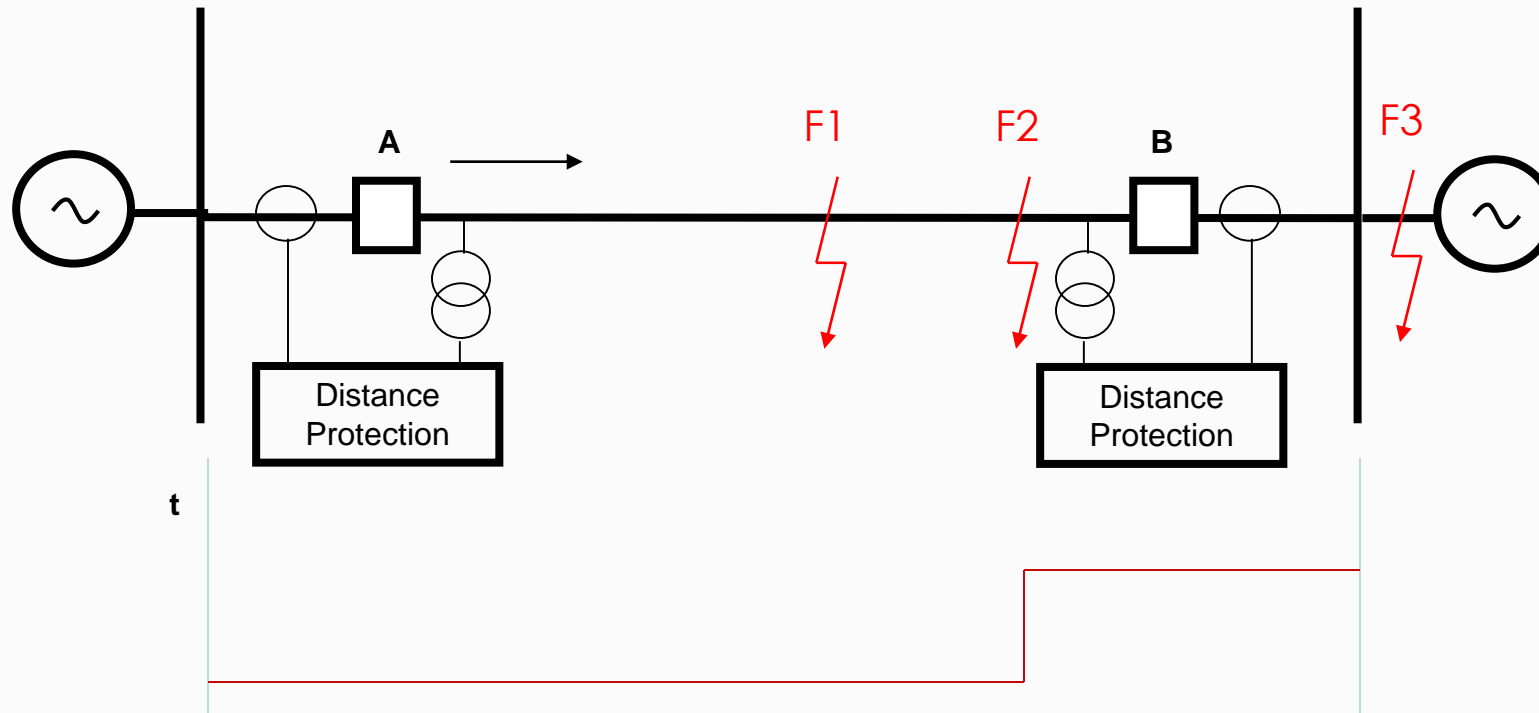 F1
F2
F3
A
B
Distance
Protection
Distance
Protection
t